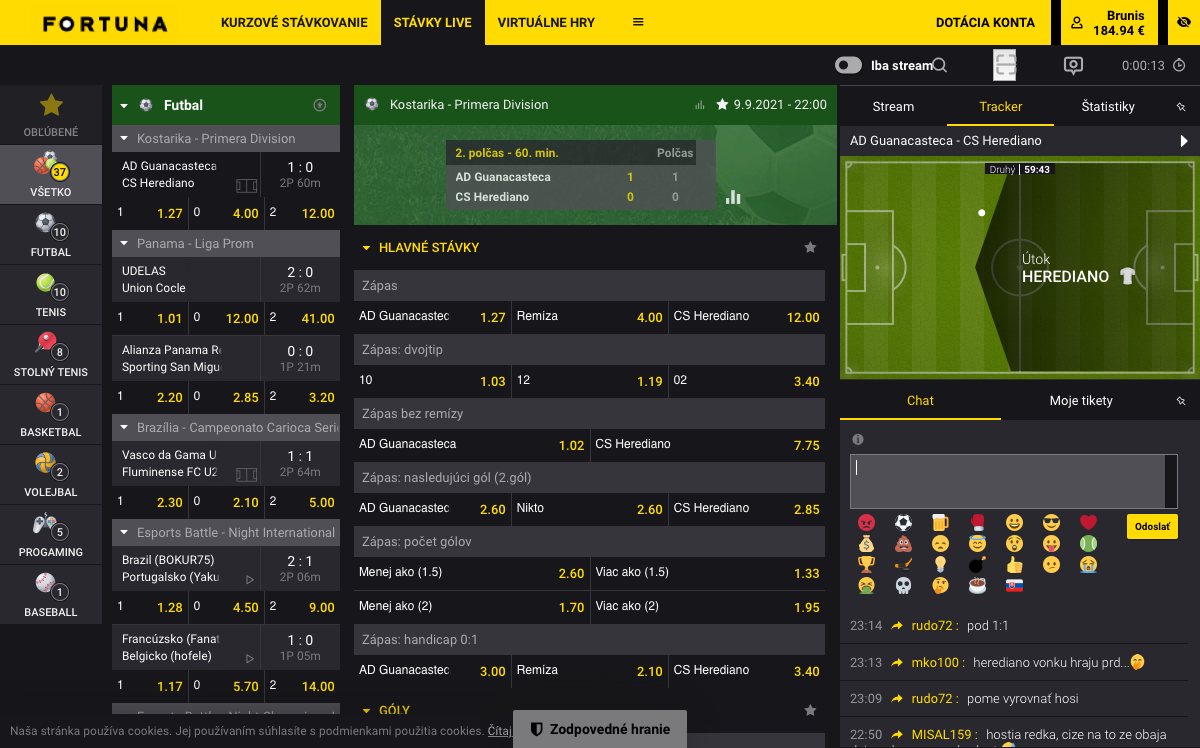 FORTUNA
KURZOVÉ STÁVKOVANIE
STÁVKY LIVE
VIRTUÁLNE HRY
DOTÁCIA KONTA
Brunis
184.94 €
Iba stream
0:00:13
OBĽÚBENÉ
37
VŠETKO
10
FUTBAL
10
TENIS
8
STOLNÝ TENIS
1
BASKETBAL
2
VOLEJBAL
5
PROGAMING
1
BASEBALL
Futbal
Kostarika - Primera Division
AD Guanacasteca 1 : 0
CS Herediano 2P 60m
1 1.27 0 4.00 2 12.00
Panama - Liga Prom
UDELAS 2 : 0
Union Cocle 2P 62m
1 1.01 0 12.00 2 41.00
Alianza Panama 0 : 0
Sporting San Migu 1P 21m
1 2.20 0 2.85 2 3.20
Brazília - Campeonato Carioca Seri
Vasco da Gama U 1 : 1
Fluminense FC U2 2P 64m
1 2.30 0 2.10 2 5.00
Esports Battle - Night International
Brazil (BOKUR75) 2 : 1
Portugalsko (Yaku 2P 06m
1 1.28 0 4.50 2 9.00
Francúzsko (Fanat 1 : 0
Belgicko (hofele) 1P 05m
1 1.17 0 5.70 2 14.00
Kostarika - Primera Division
9.9.2021 - 22:00
2. polčas - 60. min. Polčas
AD Guanacasteca 1 1
CS Herediano 0 0
HLAVNÉ STÁVKY
Zápas
AD Guanacastec 1.27 Remíza 4.00 CS Herediano 12.00
Zápas: dvojtip
10 1.03 12 1.19 02 3.40
Zápas bez remízy
AD Guanacasteca 1.02 CS Herediano 7.75
Zápas: nasledujúci gól (2.gól)
AD Guanacastec 2.60 Nikto 2.60 CS Herediano 2.85
Zápas: počet gólov
Menej ako (1.5) 2.60 Viac ako (1.5) 1.33
Menej ako (2) 1.70 Viac ako (2) 1.95
Zápas: handicap 0:1
AD Guanacastec 3.00 Remíza 2.10 CS Herediano 3.40
GÓLY
Stream Tracker Štatistiky
AD Guanacasteca - CS Herediano
Druhý 59:43
Útok
HEREDIANO
Chat Moje tikety
Odoslať
23:14 rudo72 : pod 1:1
23:13 mko100 : herediano vonku hraju prd...
23:09 rudo72 : pome vyrovnať hosi
22:50 MISAL159 : hostia redka, cize na to ze obaja
Naša stránka používa cookies. Jej používaním súhlasíte s podmienkami použitia cookies. Čítaj
Zodpovedné hranie